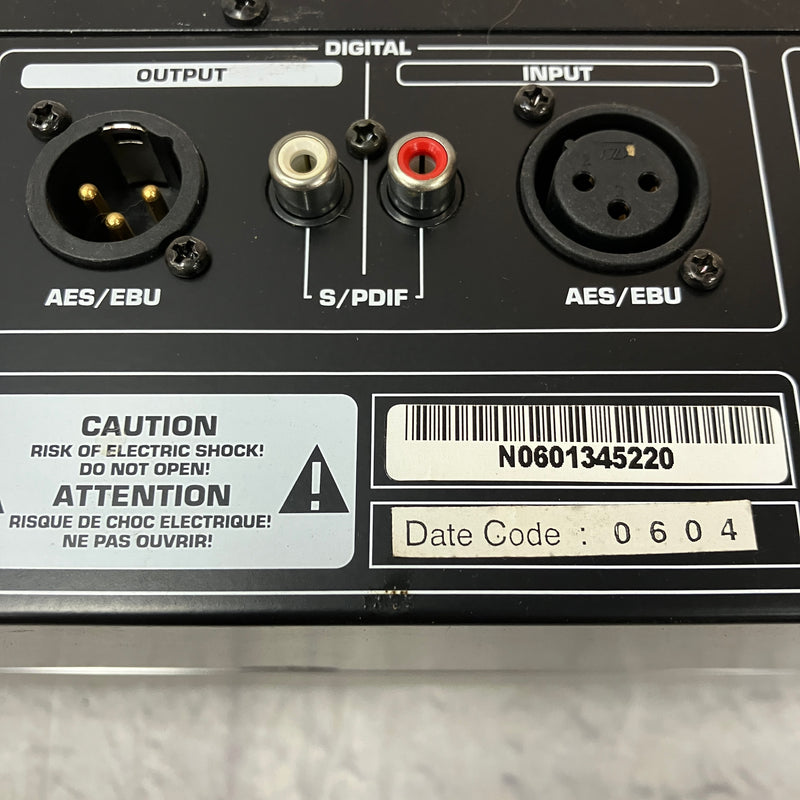 DIGITAL
OUTPUT
INPUT
AES/EBU
S/PDIF
AES/EBU
CAUTION
RISK OF ELECTRIC SHOCK!
DO NOT OPEN!
ATTENTION
RISQUE DE CHOC ELECTRIQUE!
NE PAS OUVRIR!
N0601345220
Date Code : 0604